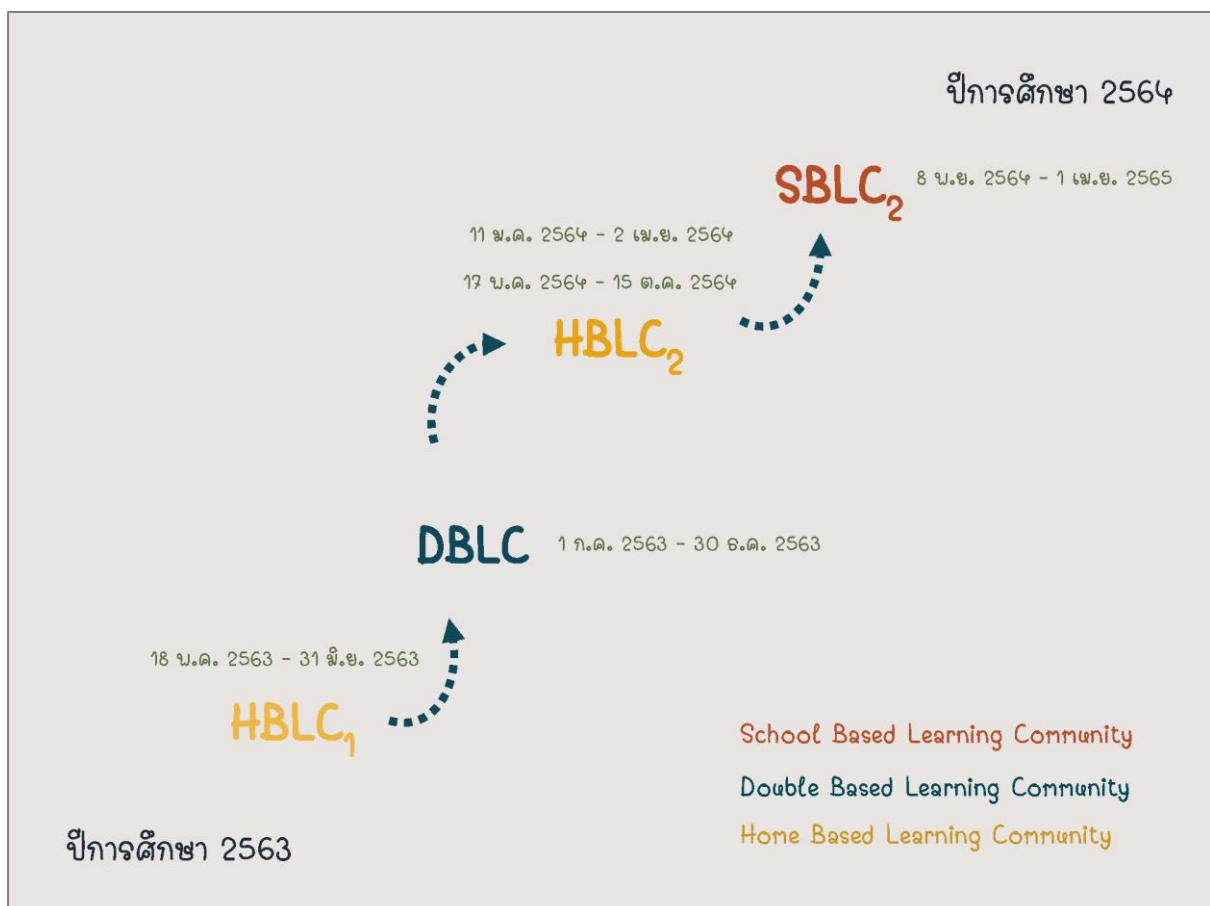 ปีการศึกษา 2564
SBLC2 8 พ.ย. 2564 - 1 เม.ย. 2565
11 ม.ค. 2564 - 2 เม.ย. 2564
17 พ.ค. 2564 - 15 ต.ค. 2564
HBLC2
DBLC 1 ก.ค. 2563 - 30 ธ.ค. 2563
18 พ.ค. 2563 - 31 มิ.ย. 2563
HBLC1
School Based Learning Community
Double Based Learning Community
Home Based Learning Community
ปีการศึกษา 2563